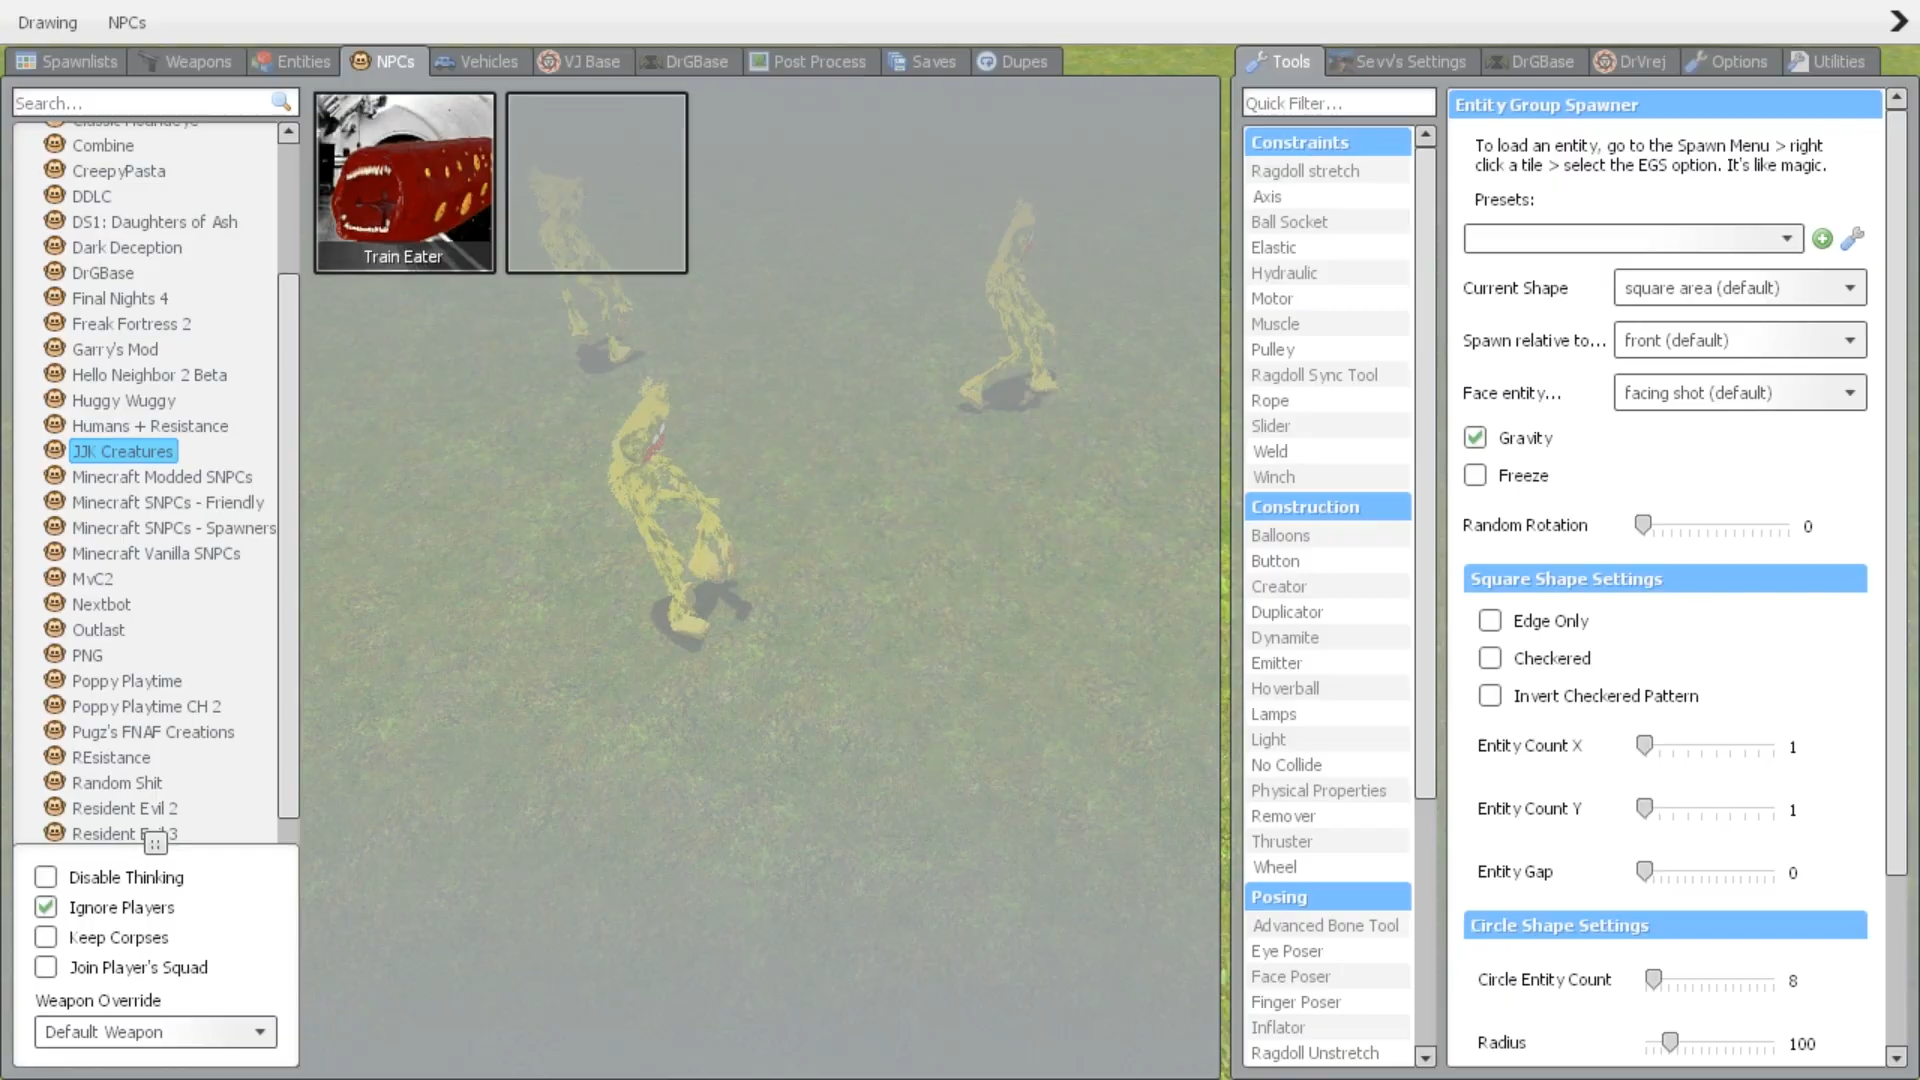 Drawing NPCs
Spawnlists Weapons Entities NPCs Vehicles VJ Base DrGBase Post Process Saves Dupes
Tools Sevv's Settings DrGBase DrVrej Options Utilities
Search...
Combine
CreepyPasta
DDLC
DS1: Daughters of Ash
Dark Deception
DrGBase
Final Nights 4
Freak Fortress 2
Garry's Mod
Hello Neighbor 2 Beta
Huggy Wuggy
Humans + Resistance
JJK Creatures
Minecraft Modded SNPCs
Minecraft SNPCs - Friendly
Minecraft SNPCs - Spawners
Minecraft Vanilla SNPCs
MvC2
Nextbot
Outlast
PNG
Poppy Playtime
Poppy Playtime CH 2
Pugz's FNAF Creations
REsistance
Random Shit
Resident Evil 2
Resident Evil 3
Disable Thinking
Ignore Players
Keep Corpses
Join Player's Squad
Weapon Override
Default Weapon
Train Eater
Quick Filter...
Constraints
Ragdoll stretch
Axis
Ball Socket
Elastic
Hydraulic
Motor
Muscle
Pulley
Ragdoll Sync Tool
Rope
Slider
Weld
Winch
Construction
Balloons
Button
Creator
Duplicator
Dynamite
Emitter
Hoverball
Lamps
Light
No Collide
Physical Properties
Remover
Thruster
Wheel
Posing
Advanced Bone Tool
Eye Poser
Face Poser
Finger Poser
Inflator
Ragdoll Unstretch
Entity Group Spawner
To load an entity, go to the Spawn Menu > right
click a tile > select the EGS option. It's like magic.
Presets:
Current Shape square area (default)
Spawn relative to... front (default)
Face entity... facing shot (default)
Gravity
Freeze
Random Rotation 0
Square Shape Settings
Edge Only
Checkered
Invert Checkered Pattern
Entity Count X 1
Entity Count Y 1
Entity Gap 0
Circle Shape Settings
Circle Entity Count 8
Radius 100